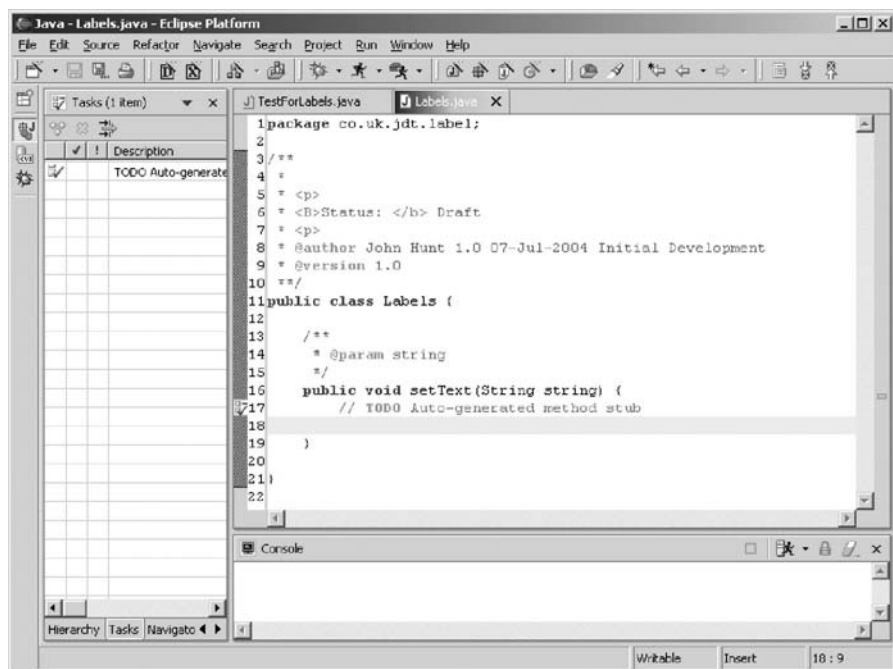 Java - Labels.java - Eclipse Platform
File Edit Source Refactor Navigate Search Project Run Window Help
Tasks (1 item)
TestForLabels.java
Labels.java
! Description
TODO Auto-generate
1 package co.uk.jdt.label;
2
3 /**
4 *
5 * <p>
6 * <B>Status: </b> Draft
7 * <p>
8 * @author John Hunt 1.0 07-Jul-2004 Initial Development
9 * @version 1.0
10 **/
11 public class Labels {
12
13 /**
14 * @param string
15 */
16 public void setText(String string) {
17 // TODO Auto-generated method stub
18
19 }
20
21 }
22
Console
Hierarchy Tasks Navigato
Writable Insert 18 : 9